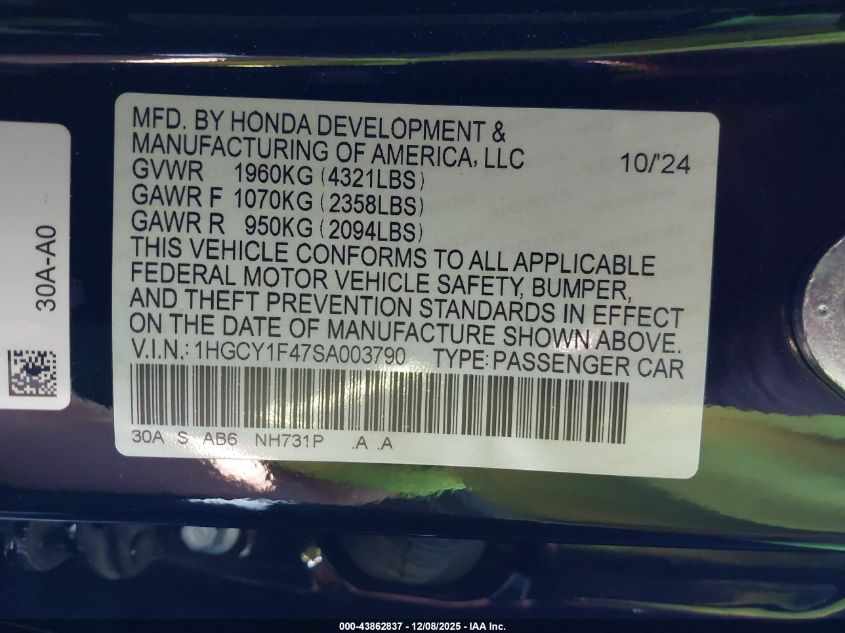 MFD. BY HONDA DEVELOPMENT &
MANUFACTURING OF AMERICA, LLC 10/'24
GVWR 1960KG (4321LBS)
GAWR F 1070KG (2358LBS)
GAWR R 950KG (2094LBS)
THIS VEHICLE CONFORMS TO ALL APPLICABLE
FEDERAL MOTOR VEHICLE SAFETY, BUMPER,
AND THEFT PREVENTION STANDARDS IN EFFECT
ON THE DATE OF MANUFACTURE SHOWN ABOVE.
V.I.N.: 1HGCY1F47SA003790 TYPE: PASSENGER CAR
30A S AB6 NH731P .A .A
30A-A0
000-43862837 - 12/08/2025 - IAA Inc.